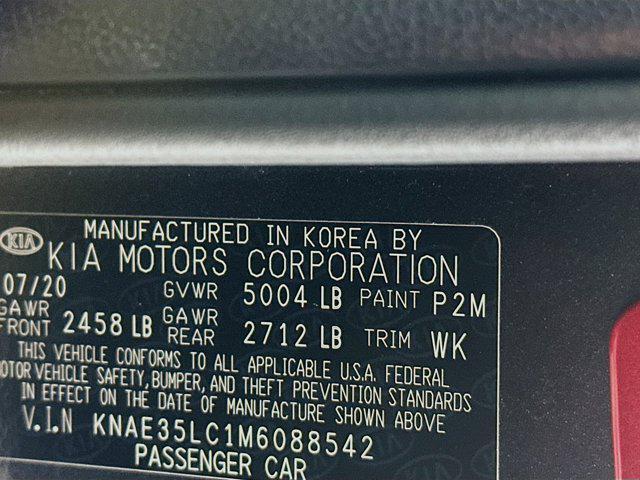 KIA
MANUFACTURED IN KOREA BY
KIA MOTORS CORPORATION
07/20 GVWR 5004 LB PAINT P2M
GAWR FRONT 2458 LB GAWR REAR 2712 LB TRIM WK
THIS VEHICLE CONFORMS TO ALL APPLICABLE U.S.A. FEDERAL
MOTOR VEHICLE SAFETY, BUMPER, AND THEFT PREVENTION STANDARDS
IN EFFECT ON THE DATE OF MANUFACTURE SHOWN ABOVE
V.I.N KNAE35LC1M6088542
PASSENGER CAR